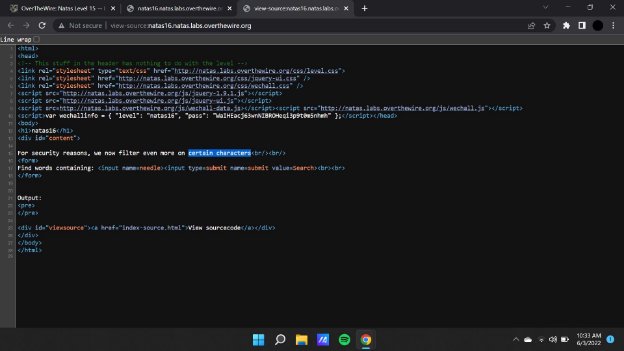 OverTheWire: Natas Level 15 → L
natas16.natas.labs.overthewire.org
view-source:natas16.natas.labs.ov
Not secure | view-source:natas16.natas.labs.overthewire.org
Line wrap
1 <html>
2 <head>
3 <!-- This stuff in the header has nothing to do with the level -->
4 <link rel="stylesheet" type="text/css" href="http://natas.labs.overthewire.org/css/level.css">
5 <link rel="stylesheet" href="http://natas.labs.overthewire.org/css/jquery-ui.css" />
6 <link rel="stylesheet" href="http://natas.labs.overthewire.org/css/wechall.css" />
7 <script src="http://natas.labs.overthewire.org/js/jquery-1.9.1.js"></script>
8 <script src="http://natas.labs.overthewire.org/js/jquery-ui.js"></script>
9 <script src=http://natas.labs.overthewire.org/js/wechall-data.js></script><script src="http://natas.labs.overthewire.org/js/wechall.js"></script>
10 <script>var wechallinfo = { "level": "natas16", "pass": "WaIHEacj63wnNIBROHeqi3p9t0m5nhmh" };</script></head>
11 <body>
12 <h1>natas16</h1>
13 <div id="content">
14
15 For security reasons, we now filter even more on certain characters<br/><br/>
16 <form>
17 Find words containing: <input name=needle><input type=submit name=submit value=Search><br><br>
18 </form>
19
20
21 Output:
22 <pre>
23 </pre>
24
25 <div id="viewsource"><a href="index-source.html">View sourcecode</a></div>
26 </div>
27 </body>
28 </html>
29
10:33 AM
6/3/2022